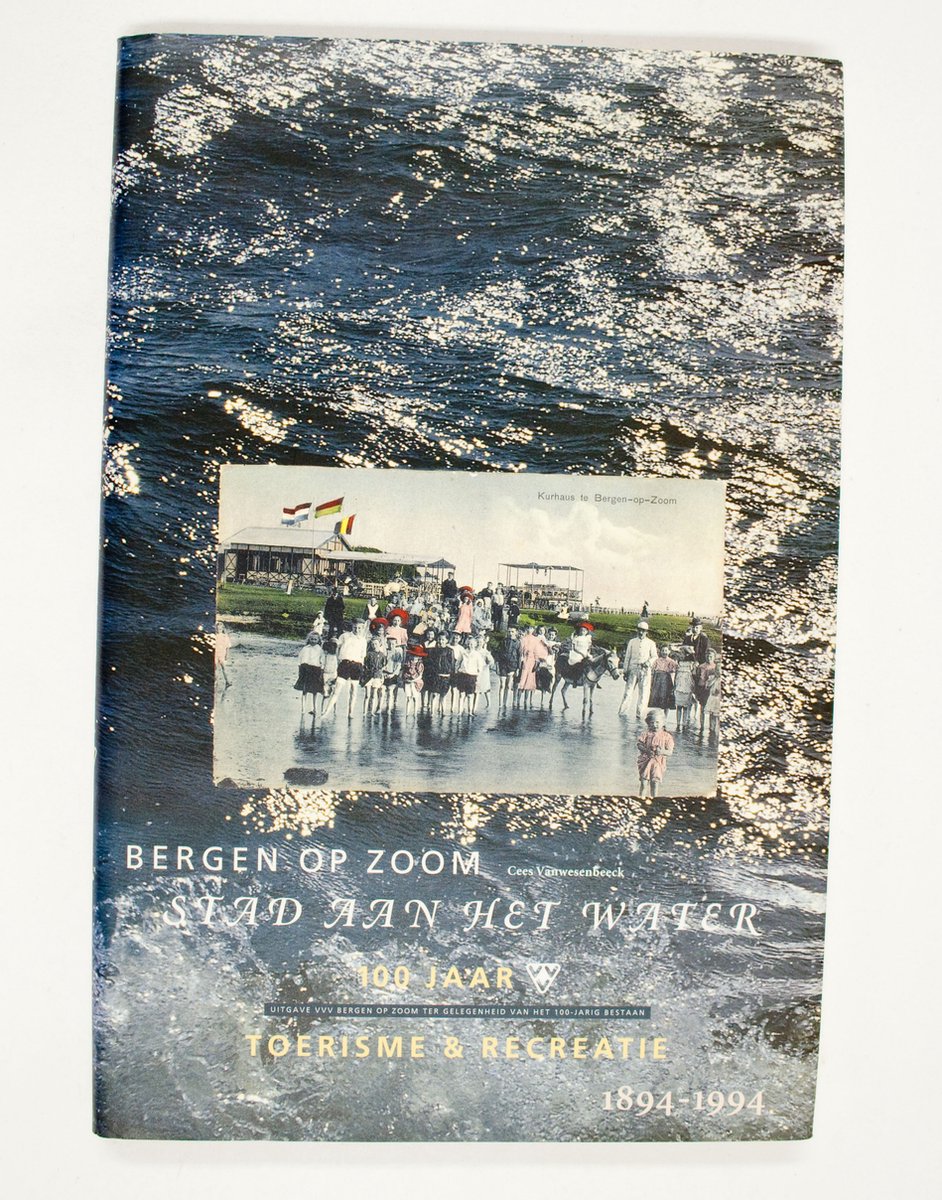 Kurhaus te Bergen-op-Zoom
BERGEN OP ZOOM Cees Vanwesenbeeck
STAD AAN HET WATER
100 JAAR VVV
UITGAVE VVV BERGEN OP ZOOM TER GELEGENHEID VAN HET 100-JARIG BESTAAN
TOERISME & RECREATIE
1894-1994